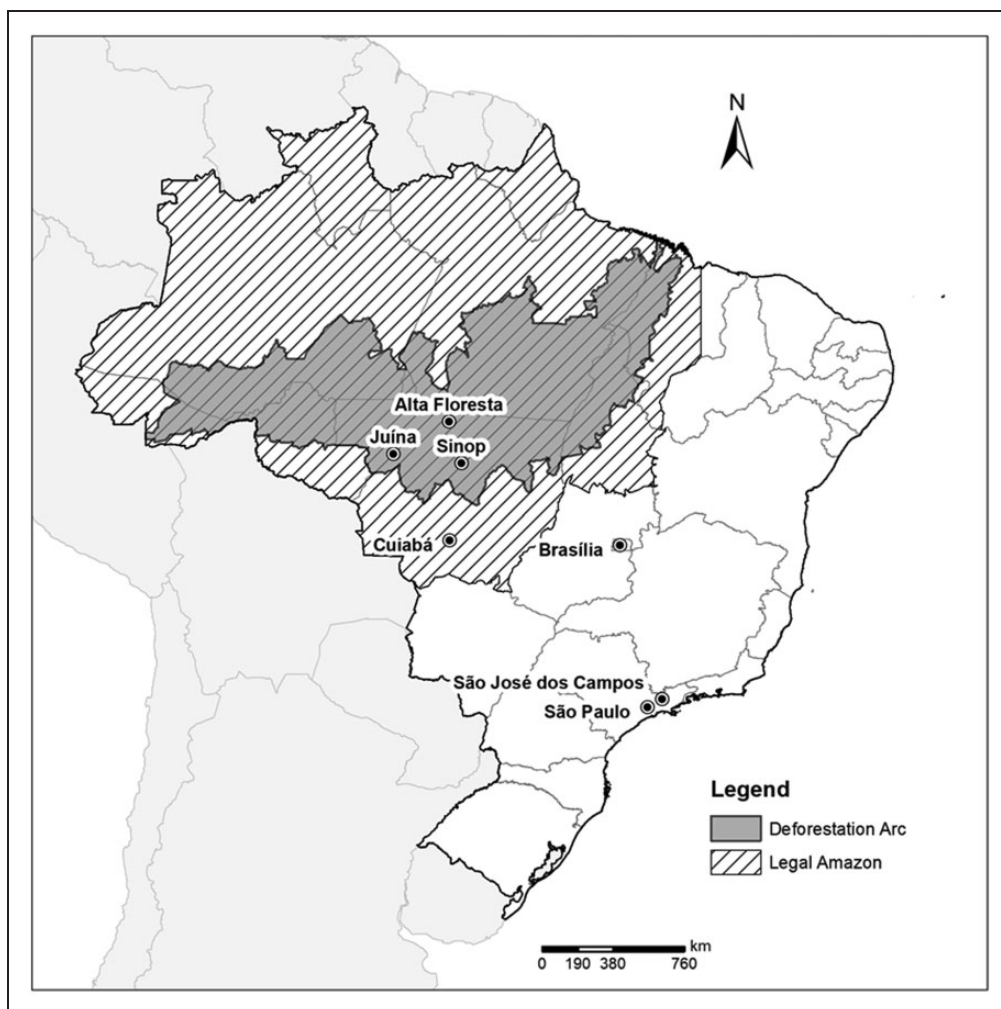 N
Alta Floresta
Juína
Sinop
Cuiabá
Brasília
São José dos Campos
São Paulo
Legend
Deforestation Arc
Legal Amazon
km
0 190 380 760